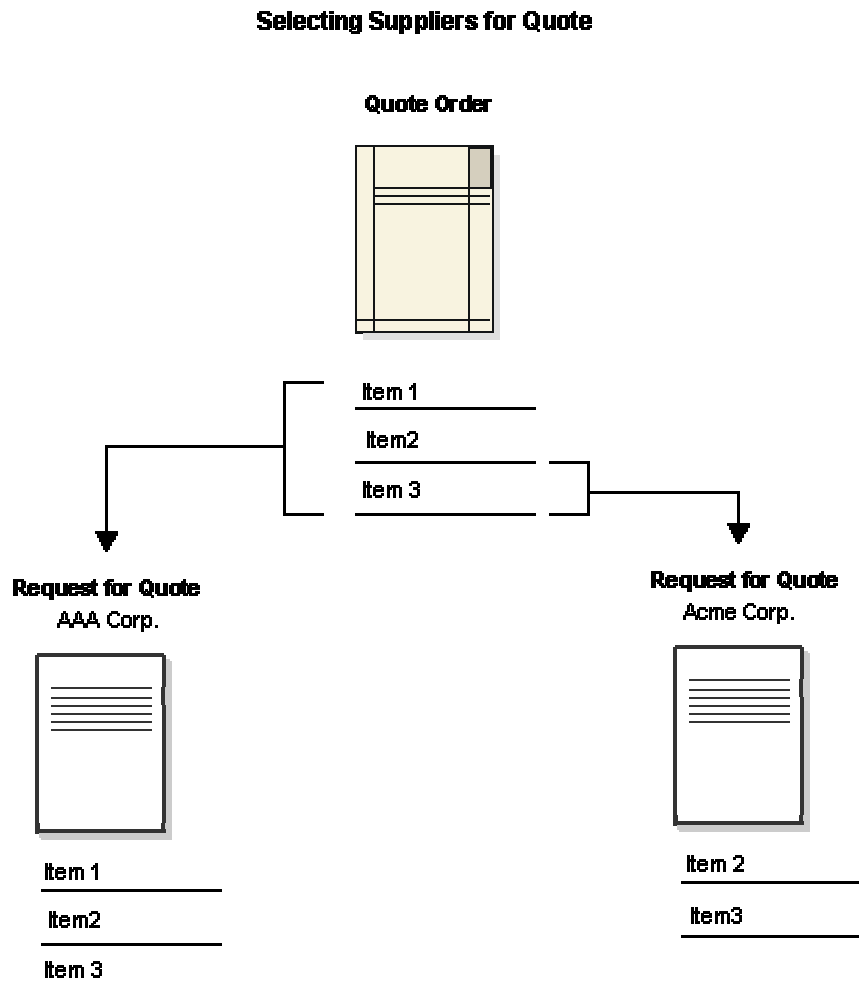 Selecting Suppliers for Quote
Quote Order
Item 1
Item2
Item 3
Request for Quote
AAA Corp.
Item 1
Item2
Item 3
Request for Quote
Acme Corp.
Item 2
Item3